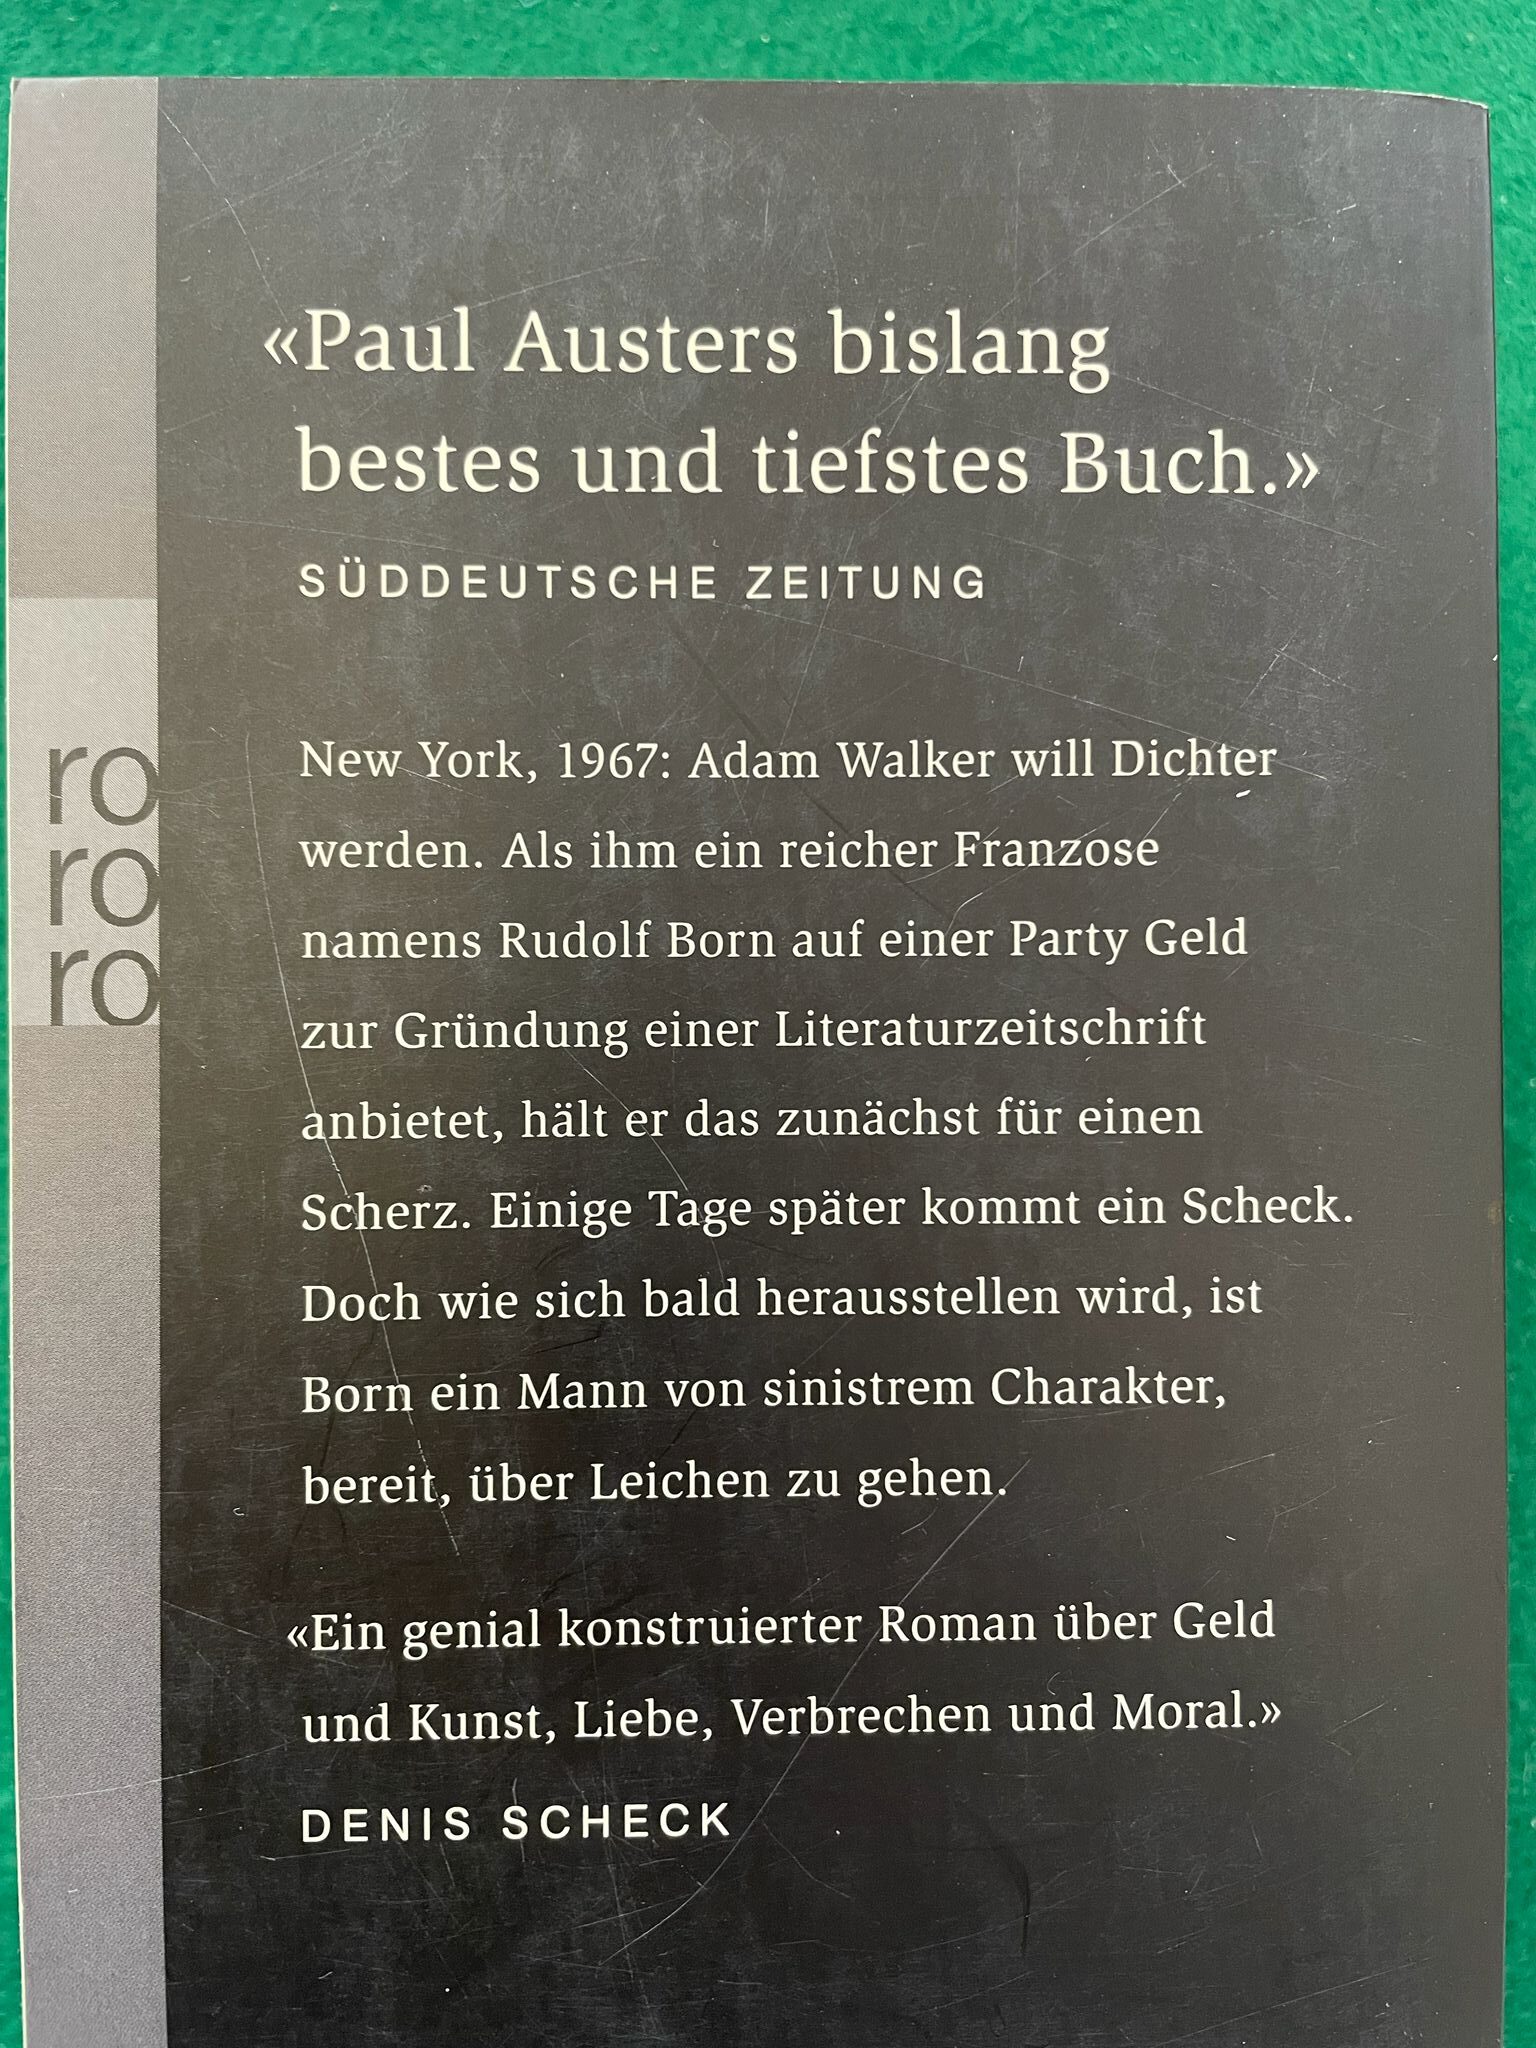 «Paul Austers bislang
bestes und tiefstes Buch.»
SÜDDEUTSCHE ZEITUNG
ro
ro
ro
New York, 1967: Adam Walker will Dichter
werden. Als ihm ein reicher Franzose
namens Rudolf Born auf einer Party Geld
zur Gründung einer Literaturzeitschrift
anbietet, hält er das zunächst für einen
Scherz. Einige Tage später kommt ein Scheck.
Doch wie sich bald herausstellen wird, ist
Born ein Mann von sinistrem Charakter,
bereit, über Leichen zu gehen.
«Ein genial konstruierter Roman über Geld
und Kunst, Liebe, Verbrechen und Moral.»
DENIS SCHECK